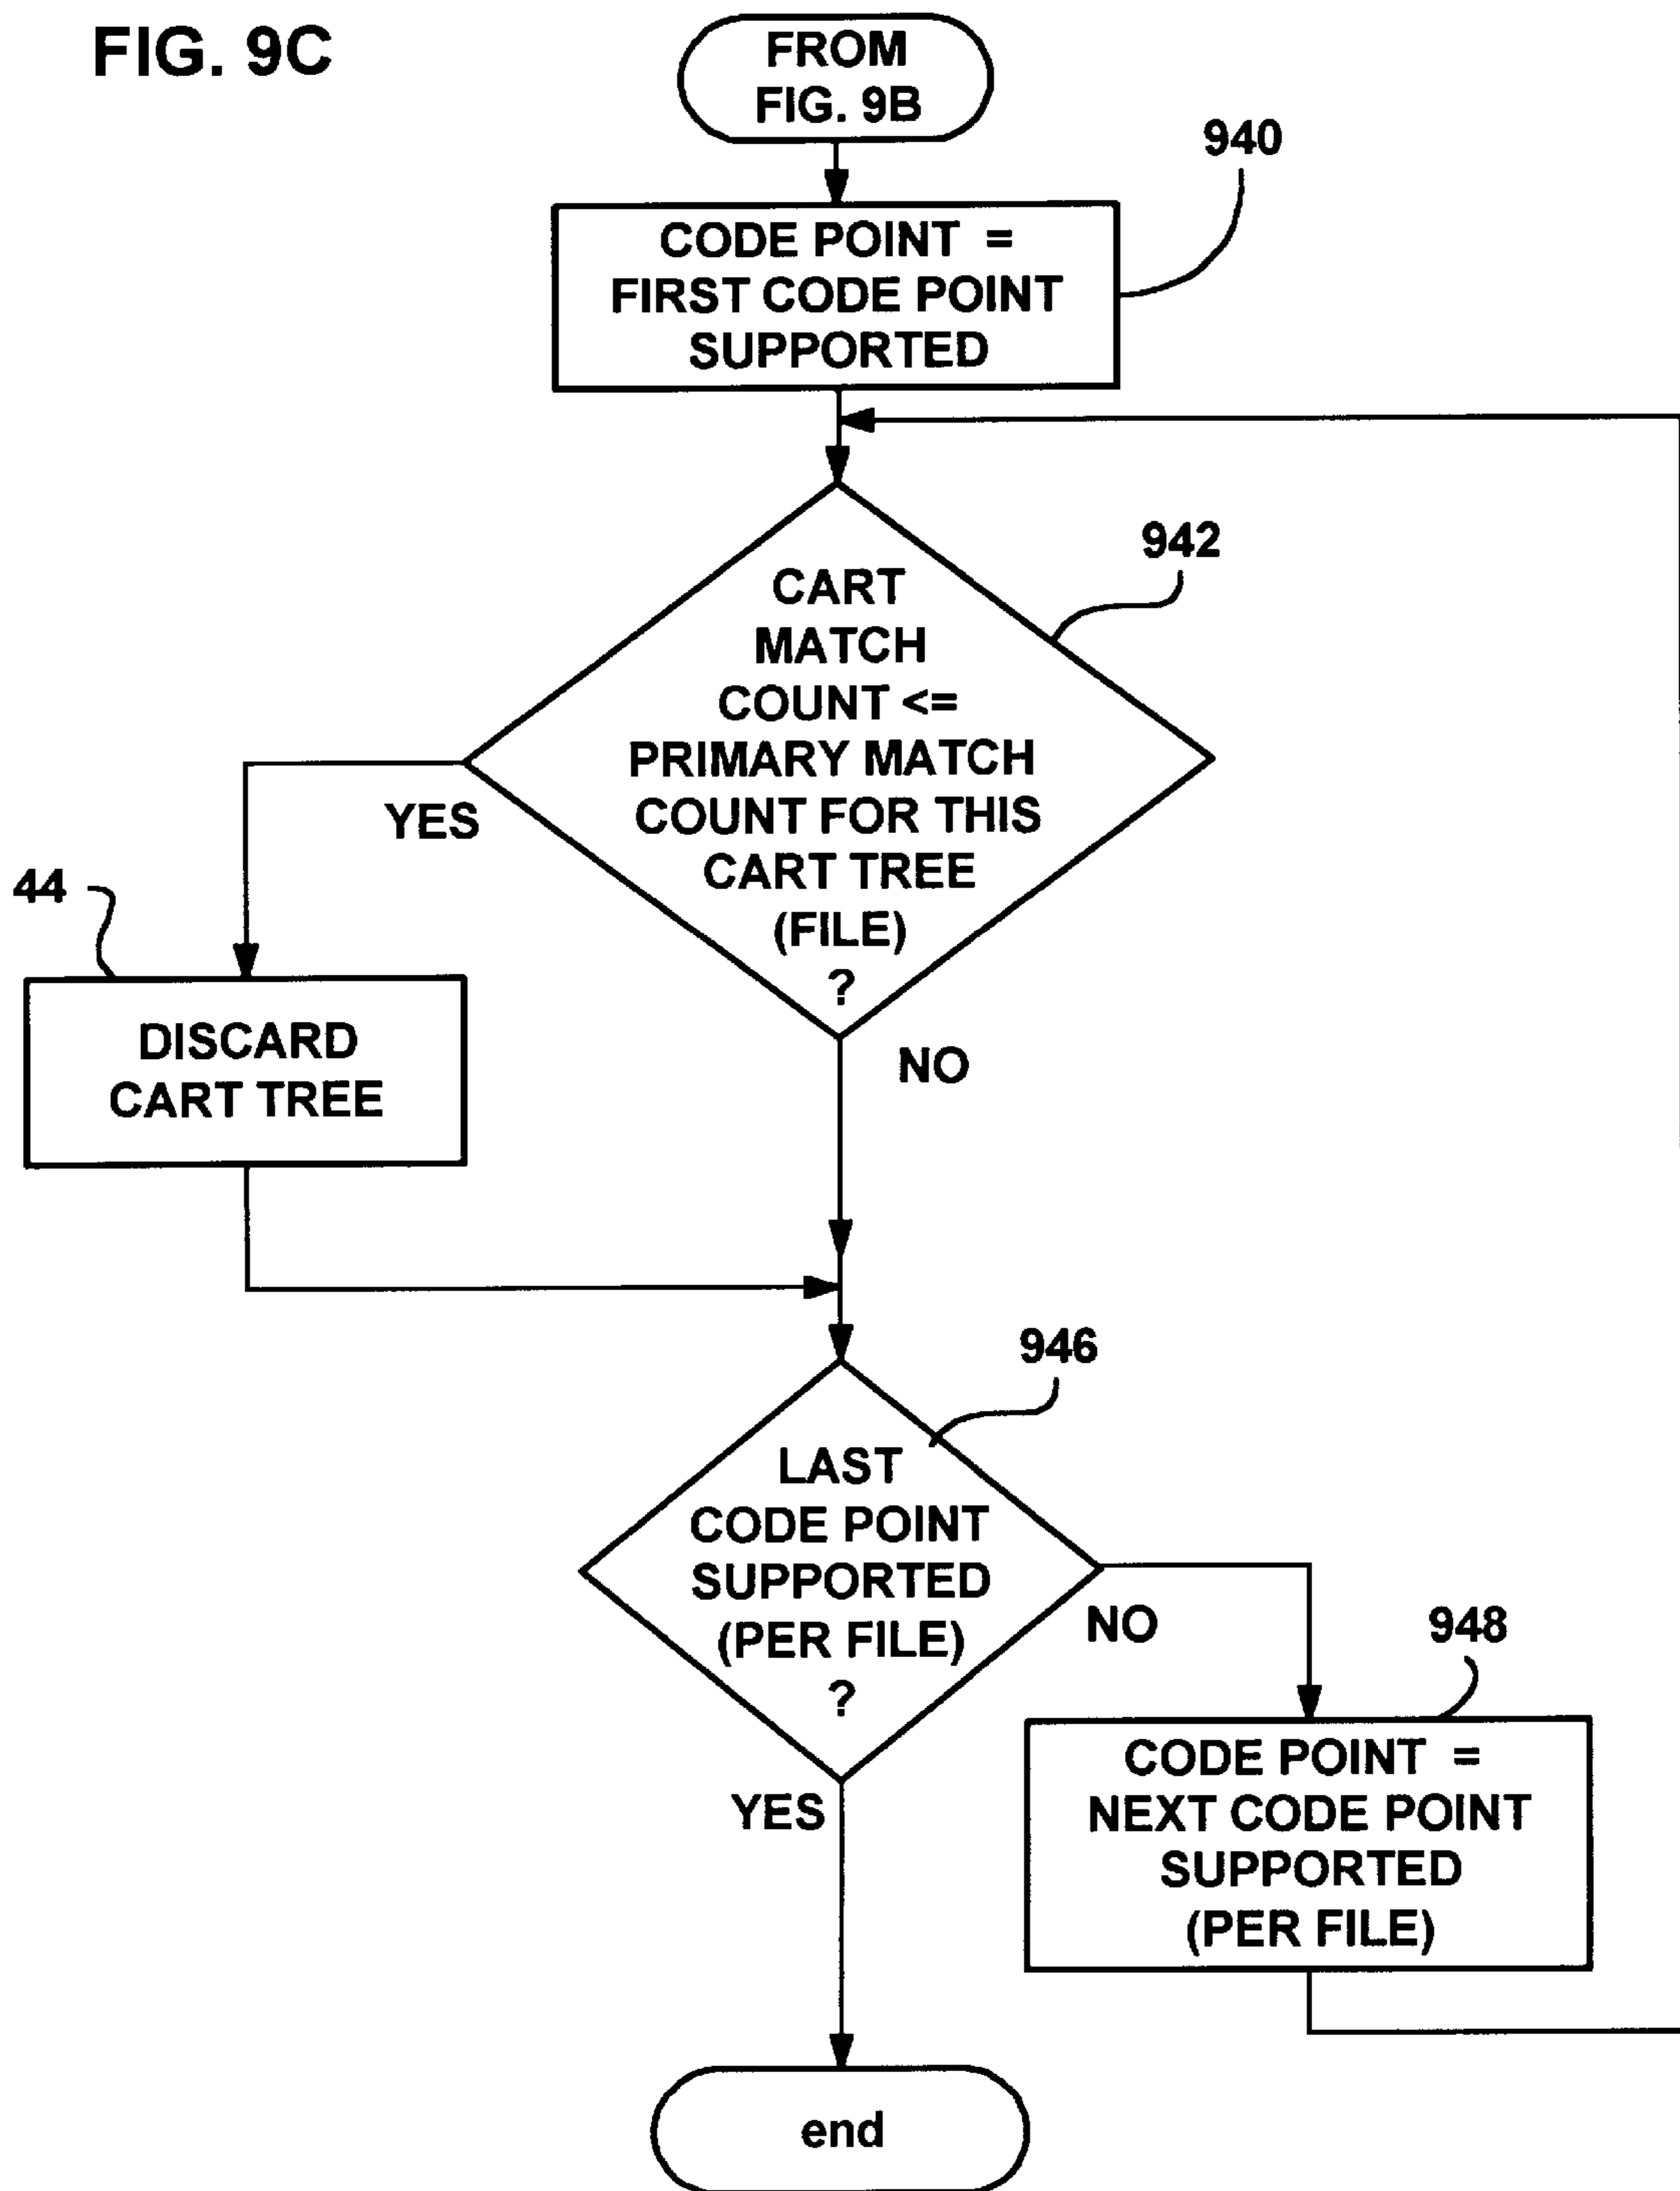 FIG. 9C
FROM
FIG. 9B
940
CODE POINT =
FIRST CODE POINT
SUPPORTED
942
CART
MATCH
COUNT <=
PRIMARY MATCH
COUNT FOR THIS
CART TREE
(FILE)
?
YES
44
DISCARD
CART TREE
NO
946
LAST
CODE POINT
SUPPORTED
(PER FILE)
?
NO
948
CODE POINT =
NEXT CODE POINT
SUPPORTED
(PER FILE)
YES
end